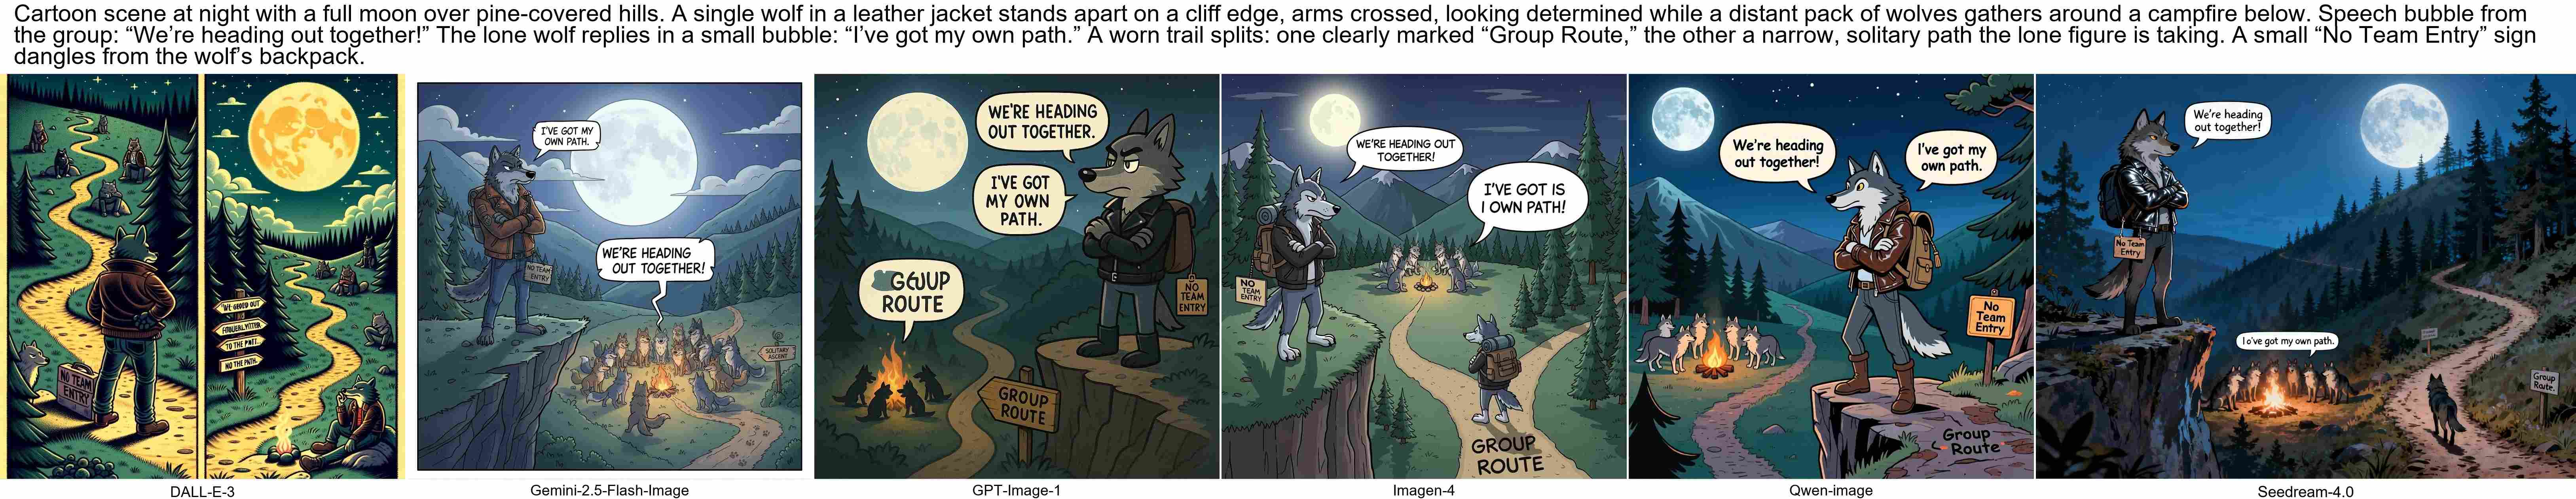 Cartoon scene at night with a full moon over pine-covered hills. A single wolf in a leather jacket stands apart on a cliff edge, arms crossed, looking determined while a distant pack of wolves gathers around a campfire below. Speech bubble from
the group: “We’re heading out together!” The lone wolf replies in a small bubble: “I’ve got my own path.” A worn trail splits: one clearly marked “Group Route,” the other a narrow, solitary path the lone figure is taking. A small “No Team Entry” sign
dangles from the wolf’s backpack.
NO TEAM
ENTRY
TO THE PATT.
NO THE PATH.
DALL-E-3
I'VE GOT MY
OWN PATH.
NO TEAM
ENTRY
WE'RE HEADING
OUT TOGETHER!
SOLITARY
ASCENT
Gemini-2.5-Flash-Image
WE'RE HEADING
OUT TOGETHER.
I'VE GOT
MY OWN
PATH.
ROUTE
NO
TEAM
ENTRY
GROUP
ROUTE
GPT-Image-1
WE'RE HEADING OUT
TOGETHER!
I'VE GOT IS
I OWN PATH!
NO
TEAM
ENTRY
GROUP
ROUTE
Imagen-4
We're heading
out together!
I've got my
own path.
No
Team
Entry
Group
Route
Qwen-image
We're heading
out together!
No Team
Entry
I o've got my own path.
Group
Route.
Seedream-4.0